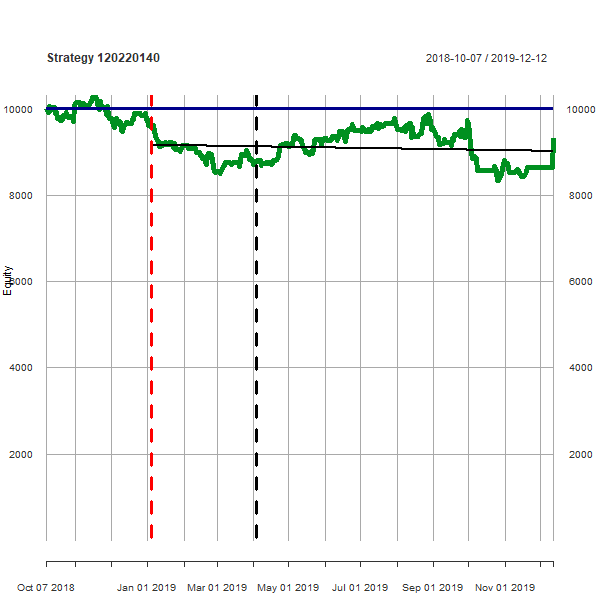 Strategy 120220140
2018-10-07 / 2019-12-12
10000
10000
8000
8000
Equity
6000
6000
4000
4000
2000
2000
Oct 07 2018
Jan 01 2019
Mar 01 2019
May 01 2019
Jul 01 2019
Sep 01 2019
Nov 01 2019